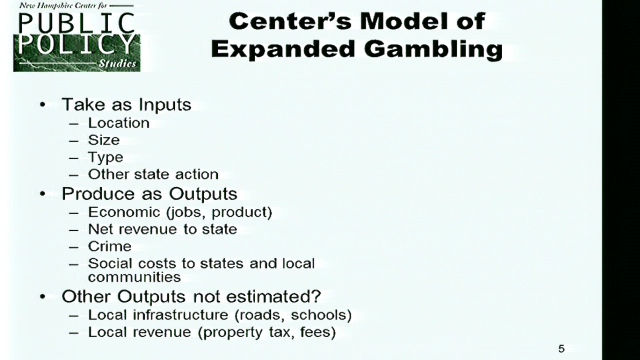 New Hampshire Center for
PUBLIC
POLICY
Studies
Center's Model of
Expanded Gambling
• Take as Inputs
– Location
– Size
– Type
– Other state action
• Produce as Outputs
– Economic (jobs, product)
– Net revenue to state
– Crime
– Social costs to states and local
communities
• Other Outputs not estimated?
– Local infrastructure (roads, schools)
– Local revenue (property tax, fees)
5